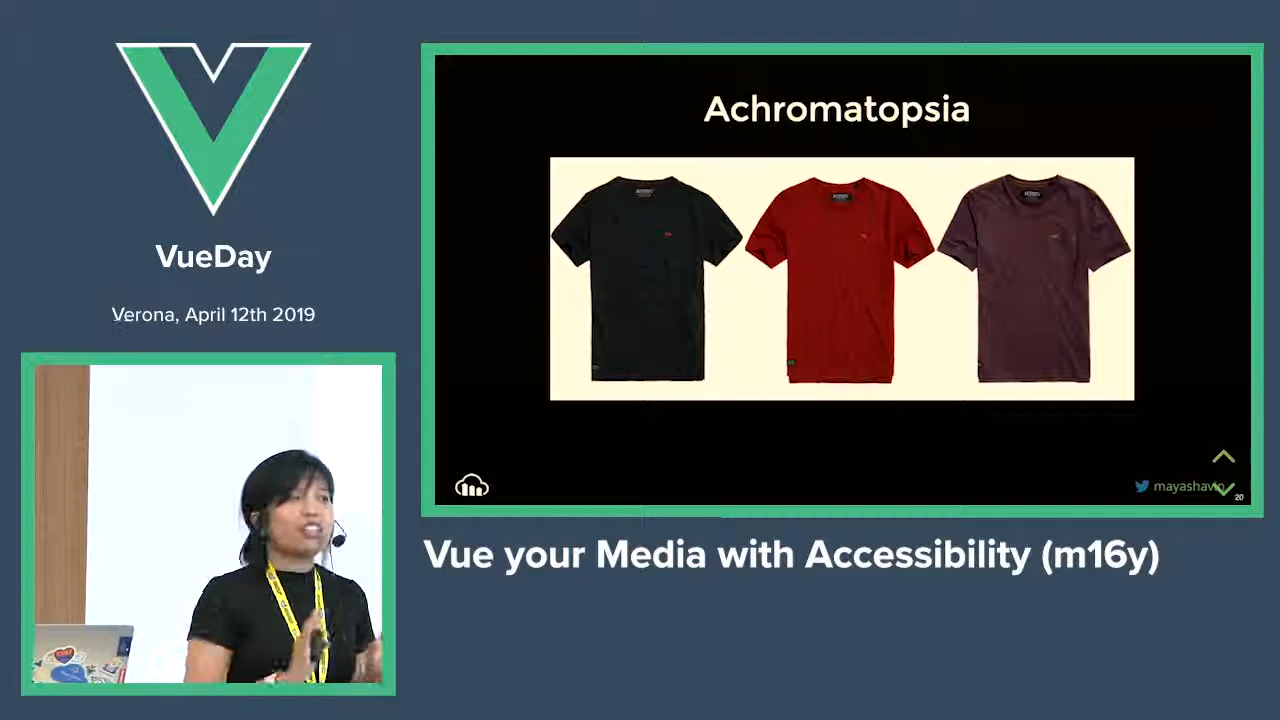 VueDay
Verona, April 12th 2019
Achromatopsia
mayashavin
20
Vue your Media with Accessibility (m16y)